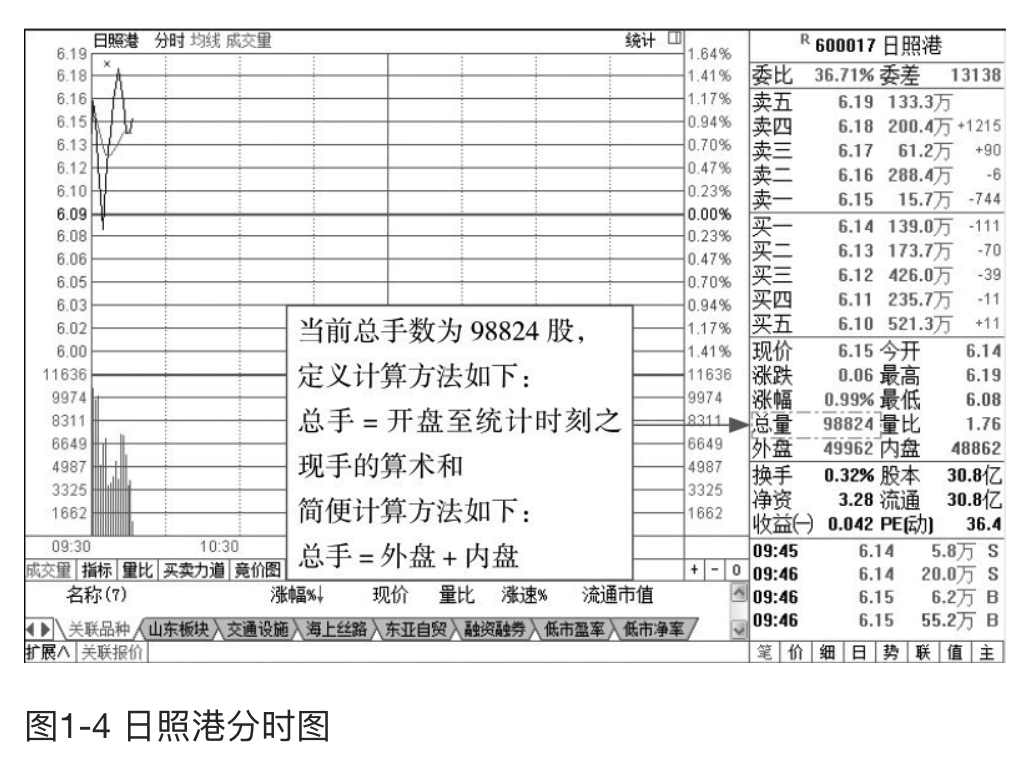 日照港 分时 均线 成交量 统计
6.19 1.64%
6.18 1.41%
6.16 1.17%
6.15 0.94%
6.13 0.70%
6.12 0.47%
6.10 0.23%
6.09 0.00%
6.08 0.23%
6.06 0.47%
6.05 0.70%
6.03 0.94%
6.02 1.17%
6.00 1.41%
11636 11636
9974 9974
8311 8311
6649 6649
4987 4987
3325 3325
1662 1662
09:30 10:30
当前总手数为 98824 股，
定义计算方法如下：
总手 = 开盘至统计时刻之
现手的算术和
简便计算方法如下：
总手 = 外盘 + 内盘
成交量 指标 量比 买卖力道 竞价图 + - 0
名称(7) 涨幅%↓ 现价 量比 涨速% 流通市值
关联品种 山东板块 交通设施 海上丝路 东亚自贸 融资融券 低市盈率 低市净率
扩展∧ 关联报价
R 600017 日照港
委比 36.71% 委差 13138
卖五 6.19 133.3万
卖四 6.18 200.4万 +1215
卖三 6.17 61.2万 +90
卖二 6.16 288.4万 -6
卖一 6.15 15.7万 -744
买一 6.14 139.0万 -111
买二 6.13 173.7万 -70
买三 6.12 426.0万 -39
买四 6.11 235.7万 -11
买五 6.10 521.3万 +11
现价 6.15 今开 6.14
涨跌 0.06 最高 6.19
涨幅 0.99% 最低 6.08
总量 98824 量比 1.76
外盘 49962 内盘 48862
换手 0.32% 股本 30.8亿
净资 3.28 流通 30.8亿
收益(一) 0.042 PE(动) 36.4
09:45 6.14 5.8万 S
09:46 6.14 20.0万 S
09:46 6.15 6.2万 B
09:46 6.15 55.2万 B
笔 价 细 日 势 联 值 主
图1-4 日照港分时图